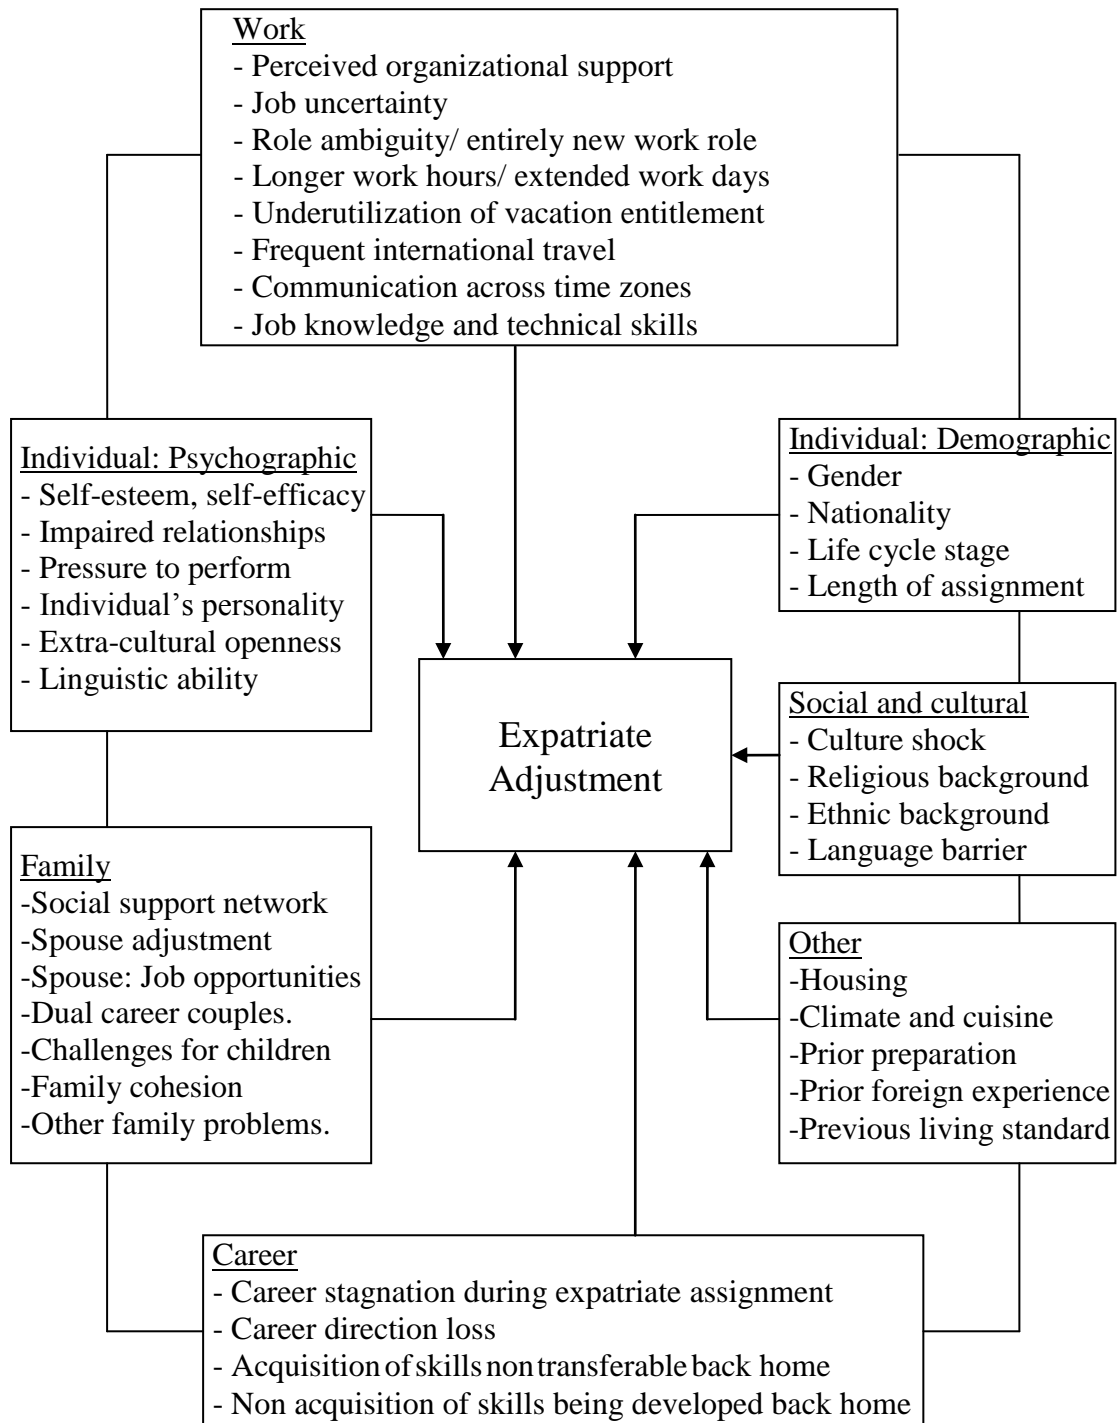 Work
- Perceived organizational support
- Job uncertainty
- Role ambiguity/ entirely new work role
- Longer work hours/ extended work days
- Underutilization of vacation entitlement
- Frequent international travel
- Communication across time zones
- Job knowledge and technical skills
Individual: Psychographic
- Self-esteem, self-efficacy
- Impaired relationships
- Pressure to perform
- Individual’s personality
- Extra-cultural openness
- Linguistic ability
Individual: Demographic
- Gender
- Nationality
- Life cycle stage
- Length of assignment
Expatriate
Adjustment
Social and cultural
- Culture shock
- Religious background
- Ethnic background
- Language barrier
Family
-Social support network
-Spouse adjustment
-Spouse: Job opportunities
-Dual career couples.
-Challenges for children
-Family cohesion
-Other family problems.
Other
-Housing
-Climate and cuisine
-Prior preparation
-Prior foreign experience
-Previous living standard
Career
- Career stagnation during expatriate assignment
- Career direction loss
- Acquisition of skills non transferable back home
- Non acquisition of skills being developed back home